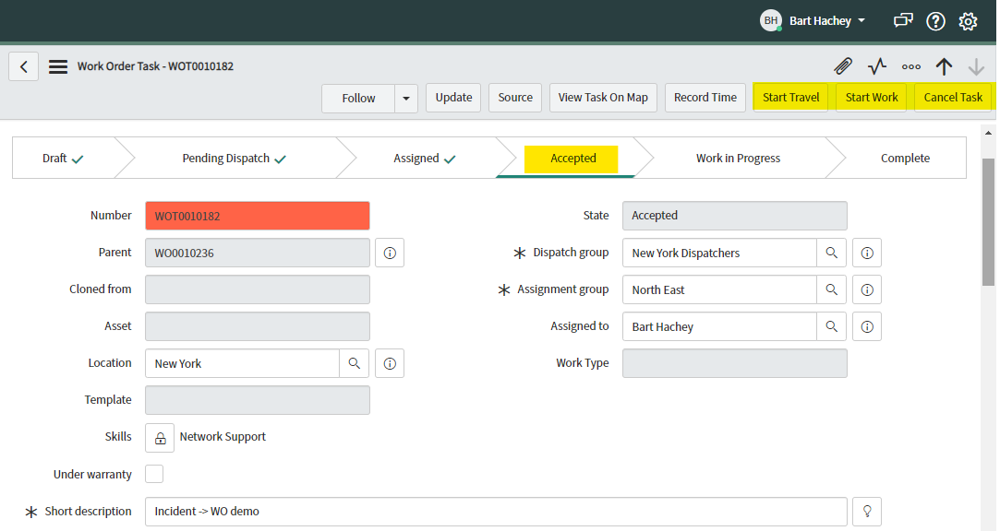 BH Bart Hachey
Work Order Task - WOT0010182
Follow Update Source View Task On Map Record Time Start Travel Start Work Cancel Task
Draft Pending Dispatch Assigned Accepted Work in Progress Complete
Number WOT0010182 State Accepted
Parent WO0010236 Dispatch group New York Dispatchers
Cloned from Assignment group North East
Asset Assigned to Bart Hachey
Location New York Work Type
Template
Skills Network Support
Under warranty
Short description Incident -> WO demo